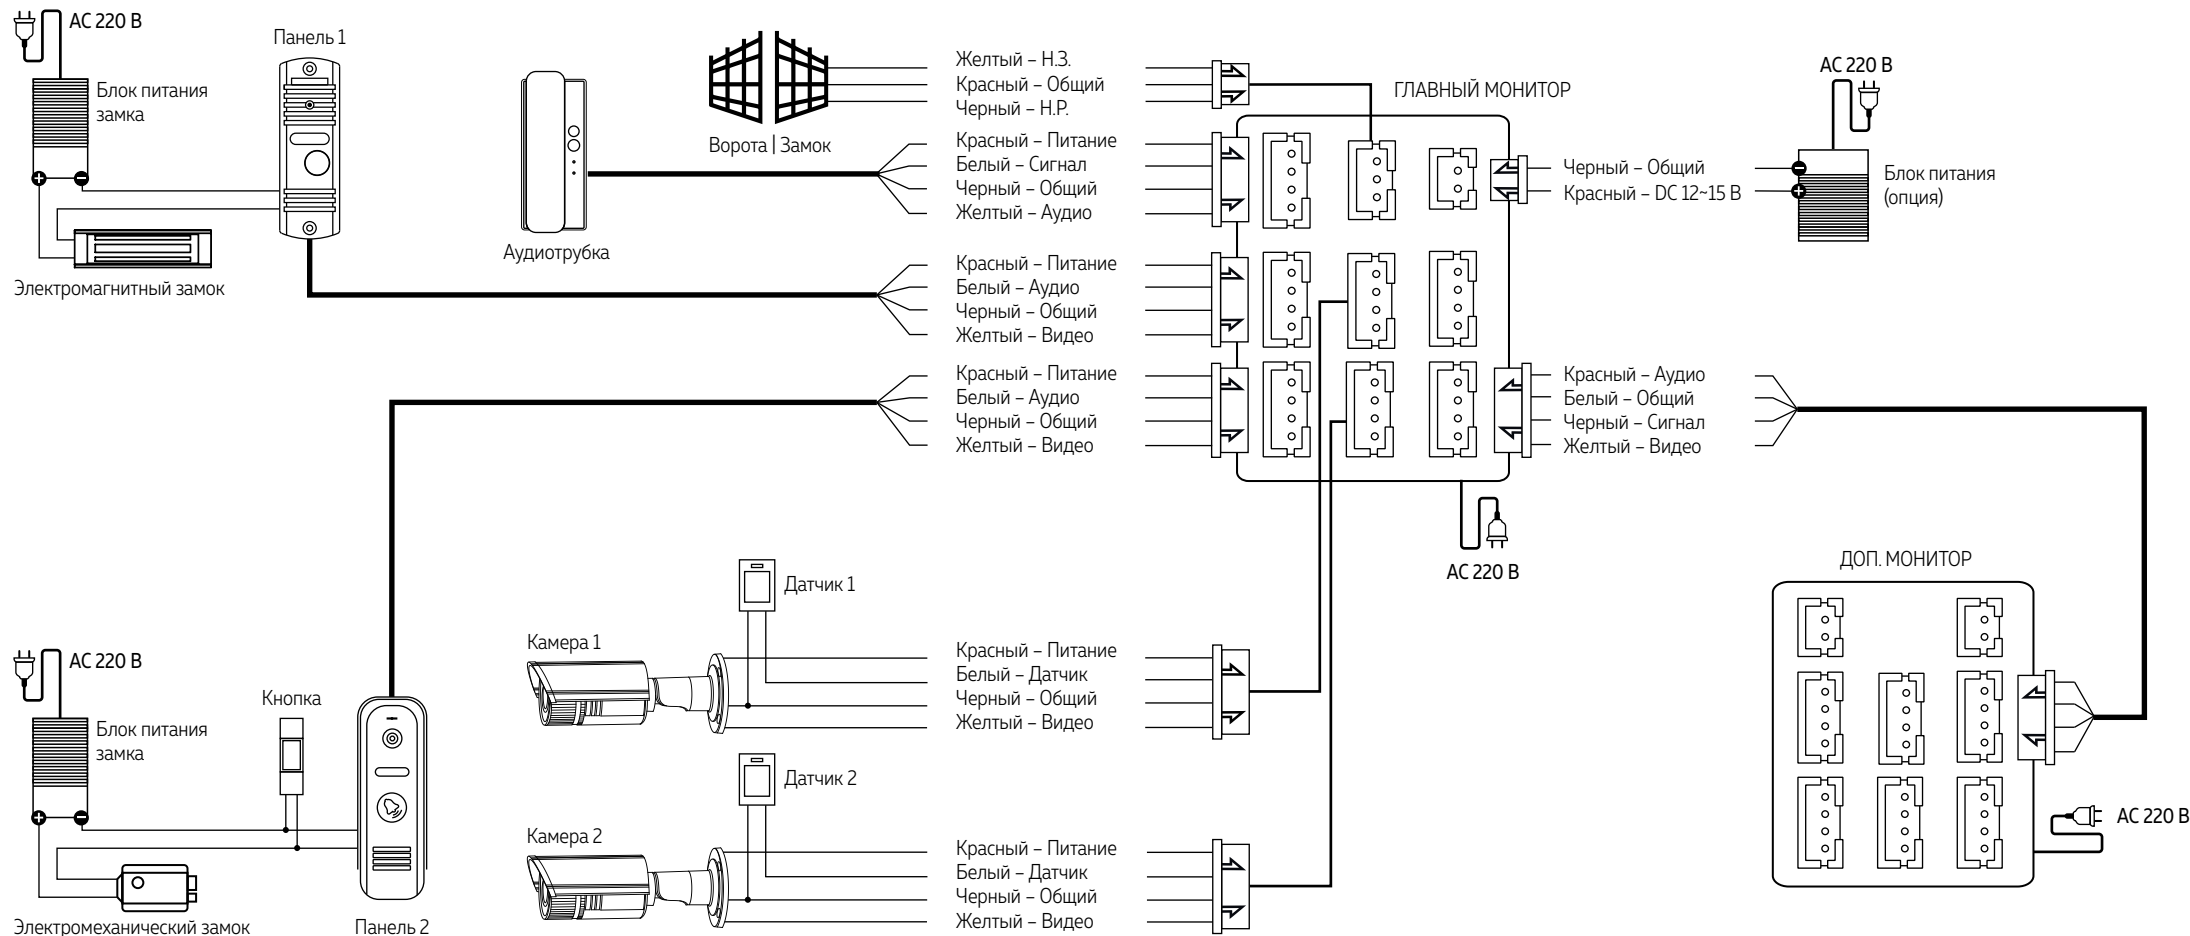 AC 220 В
Панель 1
Блок питания
замка
Электромагнитный замок
Аудиотрубка
Ворота | Замок
Желтый – Н.З.
Красный – Общий
Черный – Н.Р.
Красный – Питание
Белый – Сигнал
Черный – Общий
Желтый – Аудио
Красный – Питание
Белый – Аудио
Черный – Общий
Желтый – Видео
Красный – Питание
Белый – Аудио
Черный – Общий
Желтый – Видео
ГЛАВНЫЙ МОНИТОР
AC 220 В
Черный – Общий
Красный – DC 12~15 В
Блок питания
(опция)
Красный – Аудио
Белый – Общий
Черный – Сигнал
Желтый – Видео
AC 220 В
ДОП. МОНИТОР
AC 220 В
AC 220 В
Блок питания
замка
Кнопка
Электромеханический замок
Панель 2
Датчик 1
Камера 1
Красный – Питание
Белый – Датчик
Черный – Общий
Желтый – Видео
Датчик 2
Камера 2
Красный – Питание
Белый – Датчик
Черный – Общий
Желтый – Видео